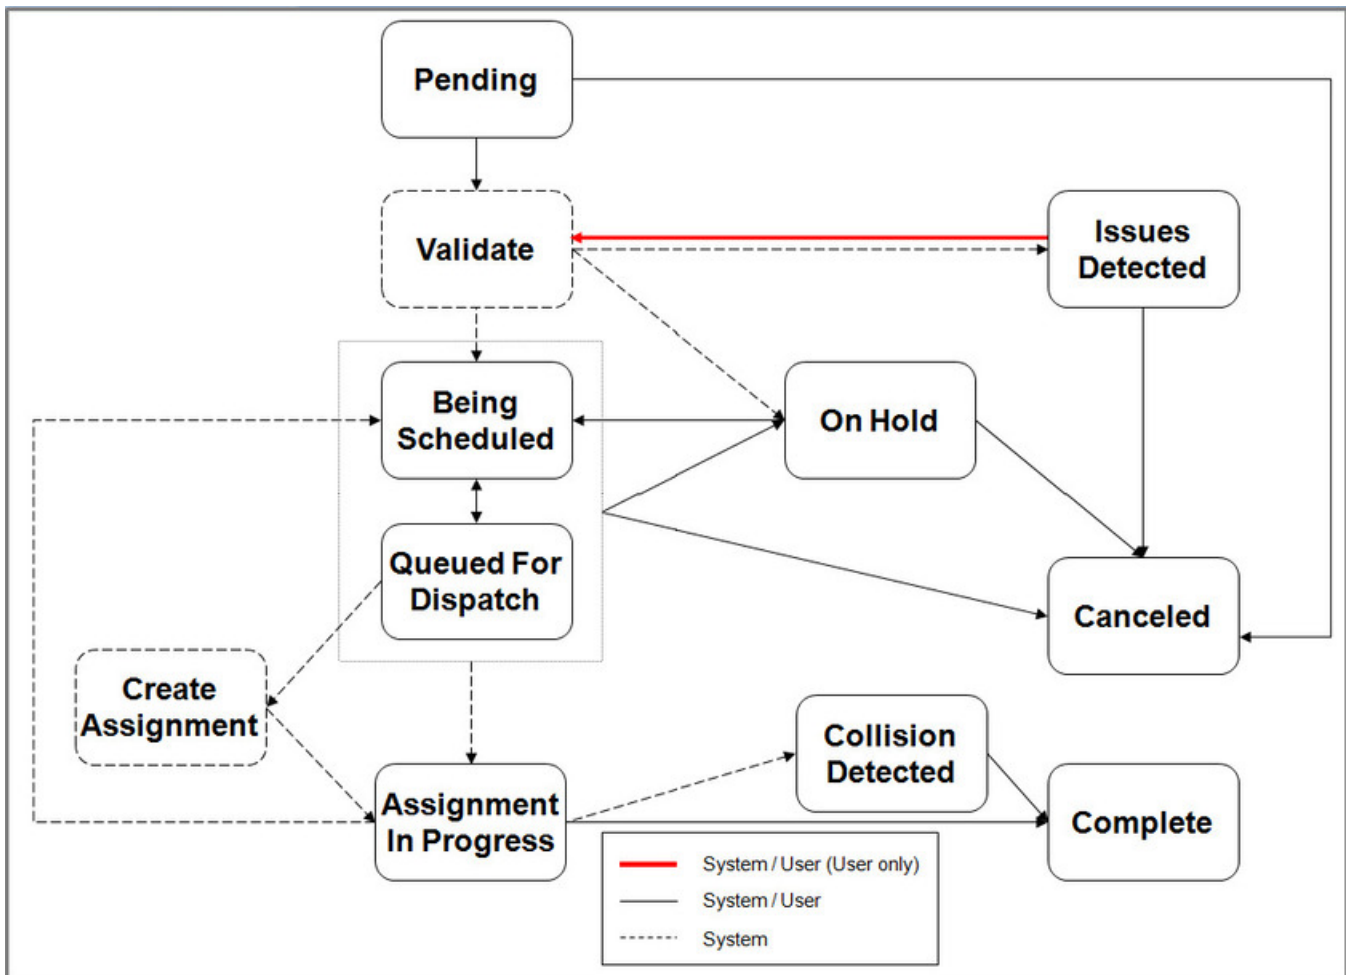 Pending
Validate
Issues
Detected
Being
Scheduled
On Hold
Queued For
Dispatch
Canceled
Create
Assignment
Collision
Detected
Assignment
In Progress
Complete
System / User (User only)
System / User
System